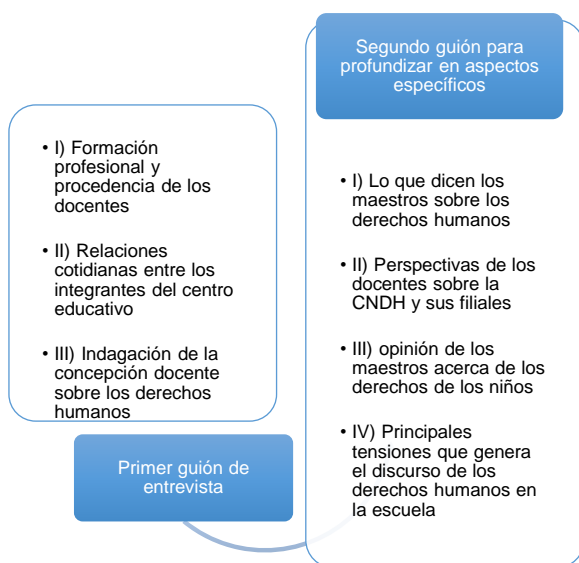 • I) Formación
profesional y
procedencia de los
docentes
• II) Relaciones
cotidianas entre los
integrantes del centro
educativo
• III) Indagación de la
concepción docente
sobre los derechos
humanos
Primer guión de
entrevista
Segundo guión para
profundizar en aspectos
específicos
• I) Lo que dicen los
maestros sobre los
derechos humanos
• II) Perspectivas de los
docentes sobre la
CNDH y sus filiales
• III) opinión de los
maestros acerca de los
derechos de los niños
• IV) Principales
tensiones que genera
el discurso de los
derechos humanos en
la escuela